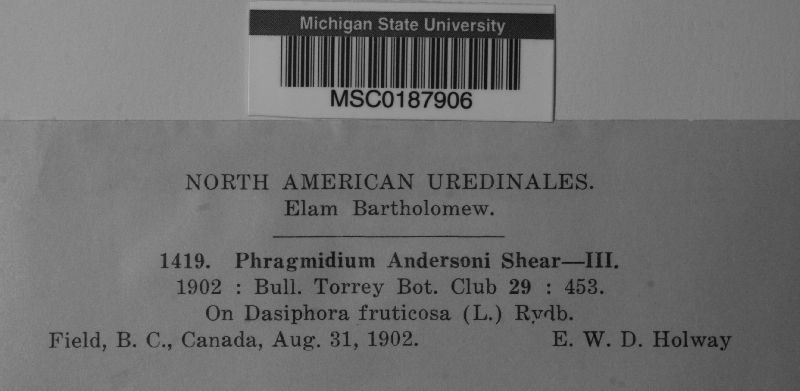 Michigan State University
MSC0187906
NORTH AMERICAN UREDINALES.
Elam Bartholomew.
1419. Phragmidium Andersoni Shear—III.
1902 : Bull. Torrey Bot. Club 29 : 453.
On Dasiphora fruticosa (L.) Rydb.
Field, B. C., Canada, Aug. 31, 1902. E. W. D. Holway